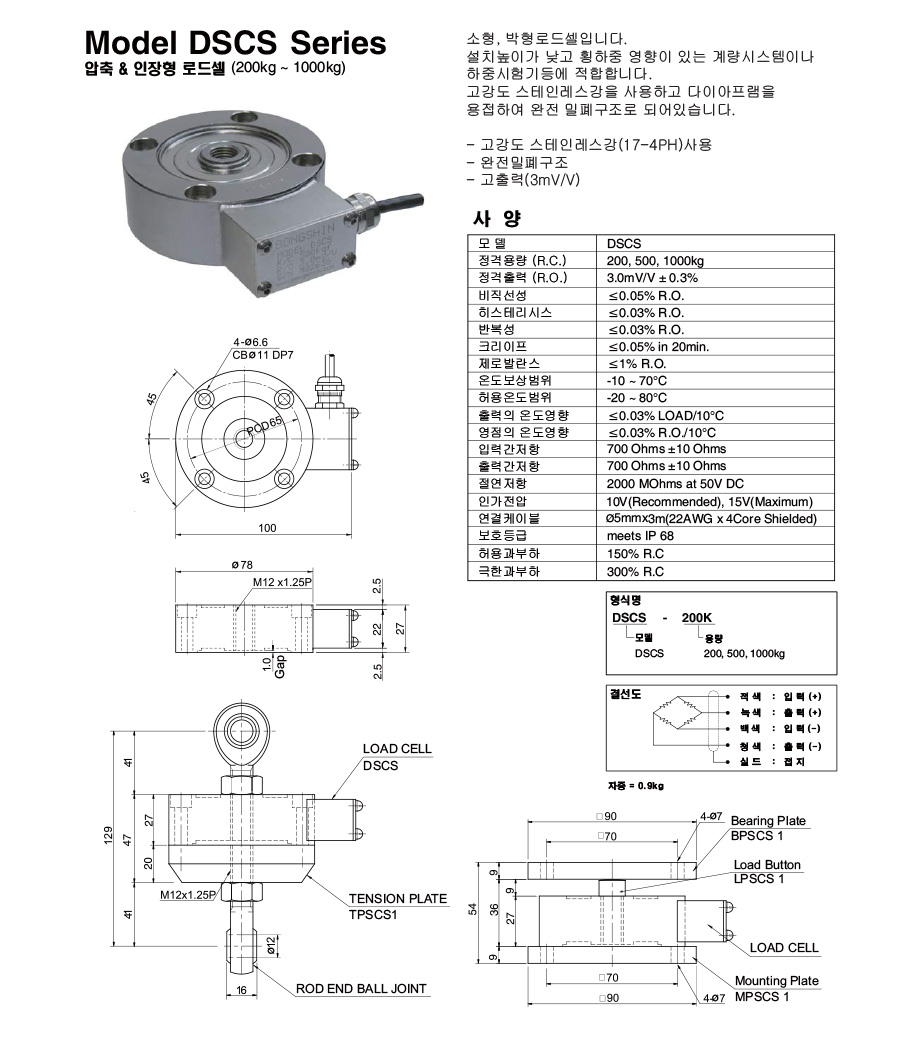 Model DSCS Series
압축 & 인장형 로드셀 (200kg ~ 1000kg)
소형, 박형로드셀입니다.
설치높이가 낮고 횡하중 영향이 있는 계량시스템이나
하중시험기등에 적합합니다.
고강도 스테인레스강을 사용하고 다이아프램을
용접하여 완전 밀폐구조로 되어있습니다.
- 고강도 스테인레스강(17-4PH)사용
- 완전밀폐구조
- 고출력(3mV/V)
BONGSHIN
사 양
모 델 DSCS
정격용량 (R.C.) 200, 500, 1000kg
정격출력 (R.O.) 3.0mV/V ± 0.3%
비직선성 ≤0.05% R.O.
히스테리시스 ≤0.03% R.O.
반복성 ≤0.03% R.O.
크리이프 ≤0.05% in 20min.
제로발란스 ≤1% R.O.
온도보상범위 -10 ~ 70°C
허용온도범위 -20 ~ 80°C
출력의 온도영향 ≤0.03% LOAD/10°C
영점의 온도영향 ≤0.03% R.O./10°C
입력간저항 700 Ohms ±10 Ohms
출력간저항 700 Ohms ±10 Ohms
절연저항 2000 MOhms at 50V DC
인가전압 10V(Recommended), 15V(Maximum)
연결케이블 Ø5mmx3m(22AWG x 4Core Shielded)
보호등급 meets IP 68
허용과부하 150% R.C
극한과부하 300% R.C
4-Ø6.6
CBØ11 DP7
45
45
PCD65
100
Ø78
M12 x1.25P
2.5
22
27
2.5
1.0
Gap
형식명
DSCS - 200K
모델 용량
DSCS 200, 500, 1000kg
결선도
적색 : 입력(+)
녹색 : 출력(+)
백색 : 입력(-)
청색 : 출력(-)
실드 : 접지
자중 = 0.9kg
41
129
27
47
20
41
LOAD CELL
DSCS
M12x1.25P
TENSION PLATE
TPSCS1
Ø12
16
ROD END BALL JOINT
□90
4-Ø7
Bearing Plate
BPSCS 1
□70
Load Button
LPSCS 1
9
9
54
36
27
9
LOAD CELL
□70
Mounting Plate
MPSCS 1
□90
4-Ø7